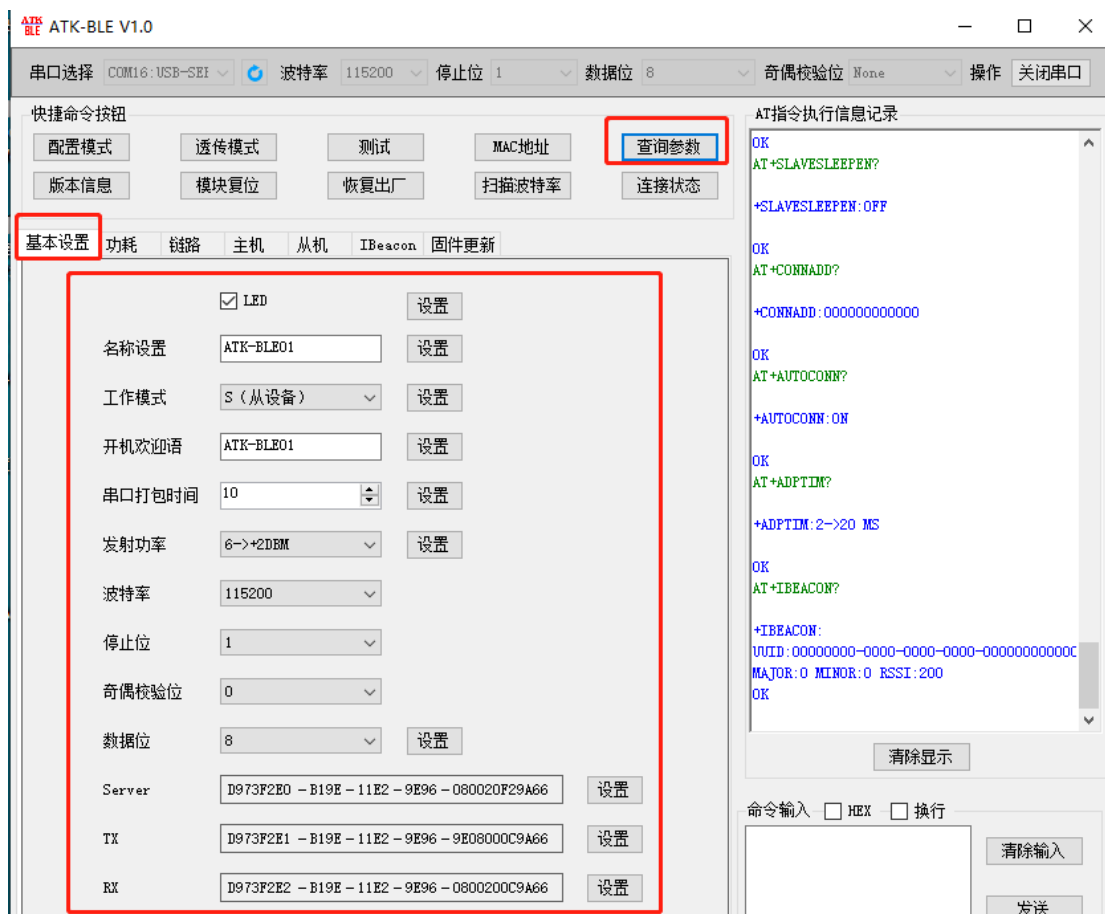 ATK BLE ATK-BLE V1.0
串口选择 COM16:USB-SEI 波特率 115200 停止位 1 数据位 8 奇偶校验位 None 操作 关闭串口
快捷命令按钮
配置模式 透传模式 测试 MAC地址 查询参数
版本信息 模块复位 恢复出厂 扫描波特率 连接状态
基本设置 功耗 链路 主机 从机 IBeacon 固件更新
LED 设置
名称设置 ATK-BLE01 设置
工作模式 S（从设备） 设置
开机欢迎语 ATK-BLE01 设置
串口打包时间 10 设置
发射功率 6->+2DBM 设置
波特率 115200
停止位 1
奇偶校验位 0
数据位 8 设置
Server D973F2E0 -B19E-11E2-9E96-080020F29A66 设置
TX D973F2E1 -B19E-11E2-9E96-9E08000C9A66 设置
RX D973F2E2 -B19E-11E2-9E96-0800200C9A66 设置
AT指令执行信息记录
OK
AT+SLAVESLEEPEN?
+SLAVESLEEPEN:OFF
OK
AT+CONNADD?
+CONNADD:000000000000
OK
AT+AUTOCONN?
+AUTOCONN:ON
OK
AT+ADPTIM?
+ADPTIM:2->20 MS
OK
AT+IBEACON?
+IBEACON:
UUID:00000000-0000-0000-0000-000000000000
MAJOR:0 MINOR:0 RSSI:200
OK
清除显示
命令输入 HEX 换行
清除输入
发送